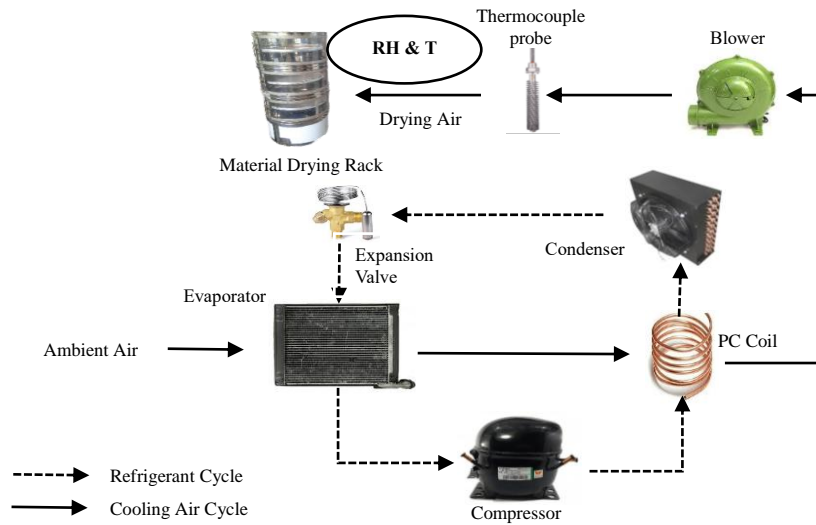 Thermocouple
probe
Blower
RH & T
Drying Air
Material Drying Rack
Condenser
Expansion
Valve
Evaporator
Ambient Air
PC Coil
Refrigerant Cycle
Cooling Air Cycle
Compressor